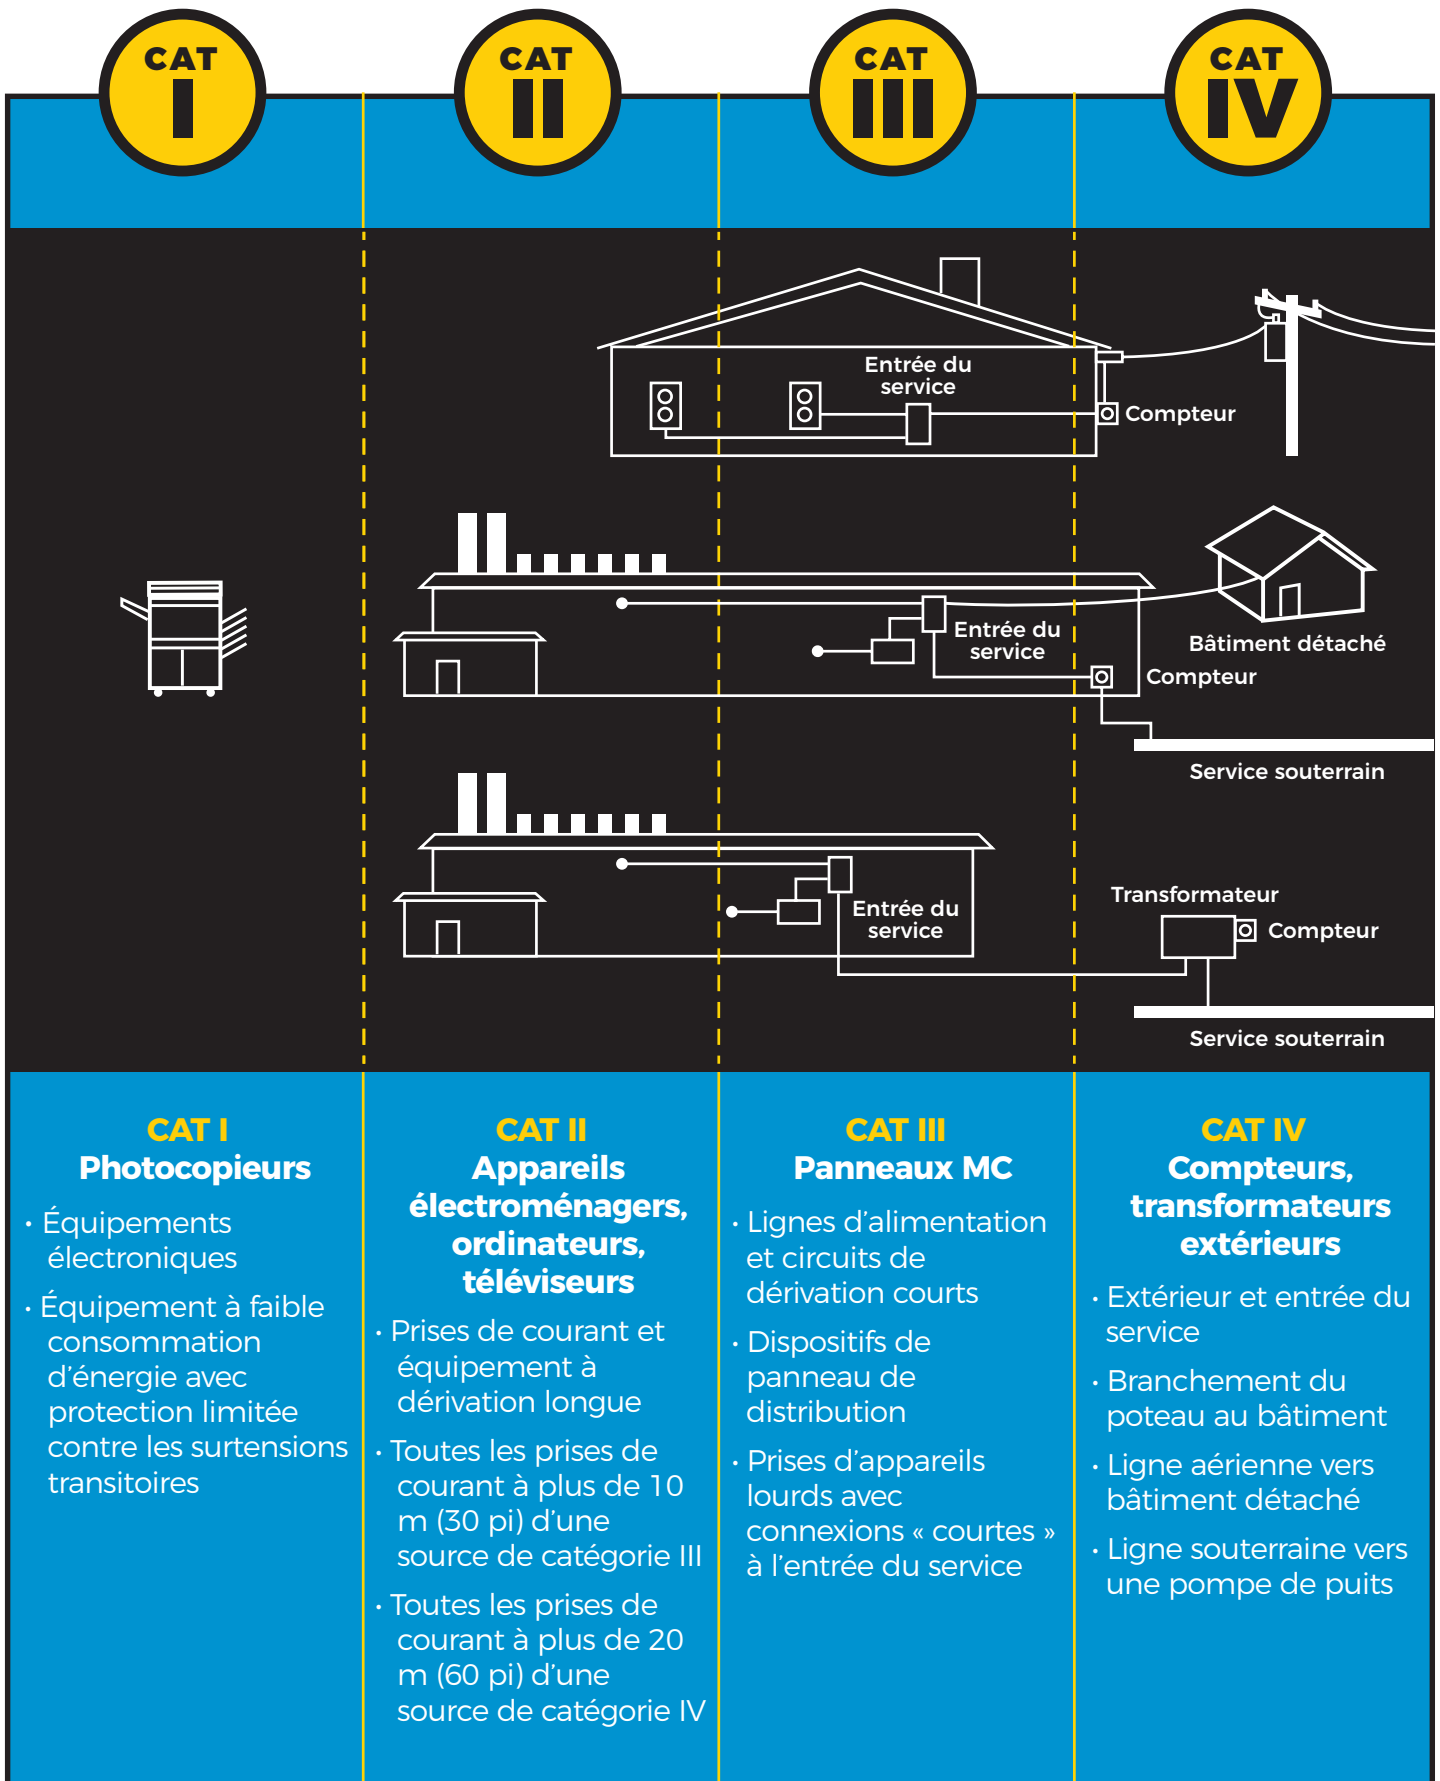 CAT
I
CAT
II
CAT
III
CAT
IV
Entrée du
service
Compteur
Entrée du
service
Bâtiment détaché
Compteur
Service souterrain
Entrée du
service
Transformateur
Compteur
Service souterrain
CAT I
Photocopieurs
· Équipements
électroniques
· Équipement à faible
consommation
d'énergie avec
protection limitée
contre les surtensions
transitoires
CAT II
Appareils
électroménagers,
ordinateurs,
téléviseurs
· Prises de courant et
équipement à
dérivation longue
· Toutes les prises de
courant à plus de 10
m (30 pi) d'une
source de catégorie III
· Toutes les prises de
courant à plus de 20
m (60 pi) d'une
source de catégorie IV
CAT III
Panneaux MC
· Lignes d'alimentation
et circuits de
dérivation courts
· Dispositifs de
panneau de
distribution
· Prises d'appareils
lourds avec
connexions « courtes »
à l'entrée du service
CAT IV
Compteurs,
transformateurs
extérieurs
· Extérieur et entrée du
service
· Branchement du
poteau au bâtiment
· Ligne aérienne vers
bâtiment détaché
· Ligne souterraine vers
une pompe de puits